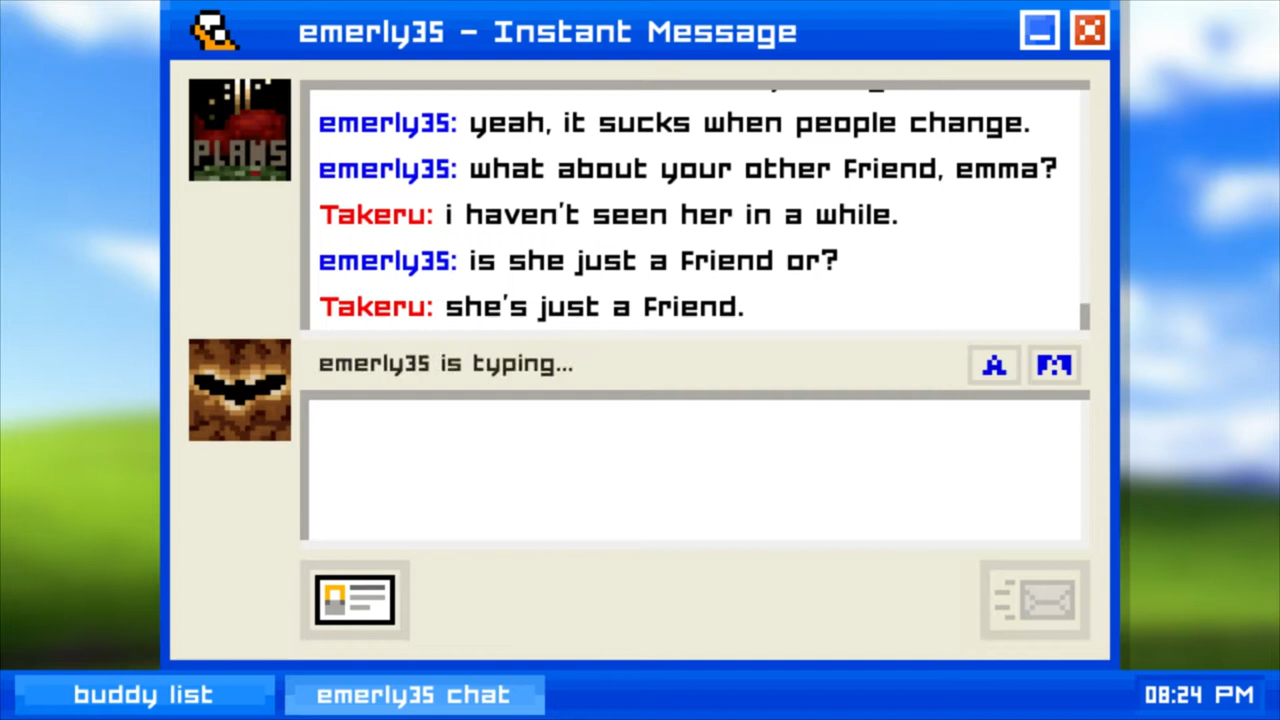 emerly35 - Instant Message
PLANS
emerly35: yeah, it sucks when people change.
emerly35: what about your other friend, emma?
Takeru: i haven't seen her in a while.
emerly35: is she just a friend or?
Takeru: she's just a friend.
emerly35 is typing...
A
buddy list
emerly35 chat
08:24 PM